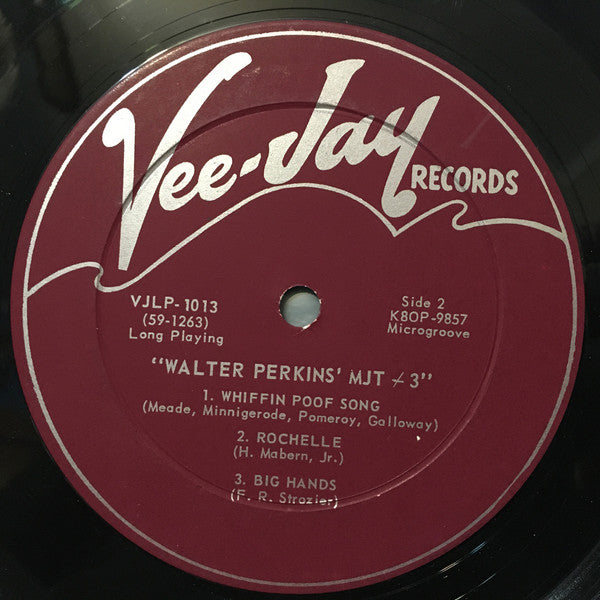 Vee-Jay
RECORDS
VJLP-1013
(59-1263)
Long Playing
Side 2
K8OP-9857
Microgroove
"WALTER PERKINS' MJT + 3"
1. WHIFFIN POOF SONG
(Meade, Minnigerode, Pomeroy, Galloway)
2. ROCHELLE
(H. Mabern, Jr.)
3. BIG HANDS
(F. R. Strozier)